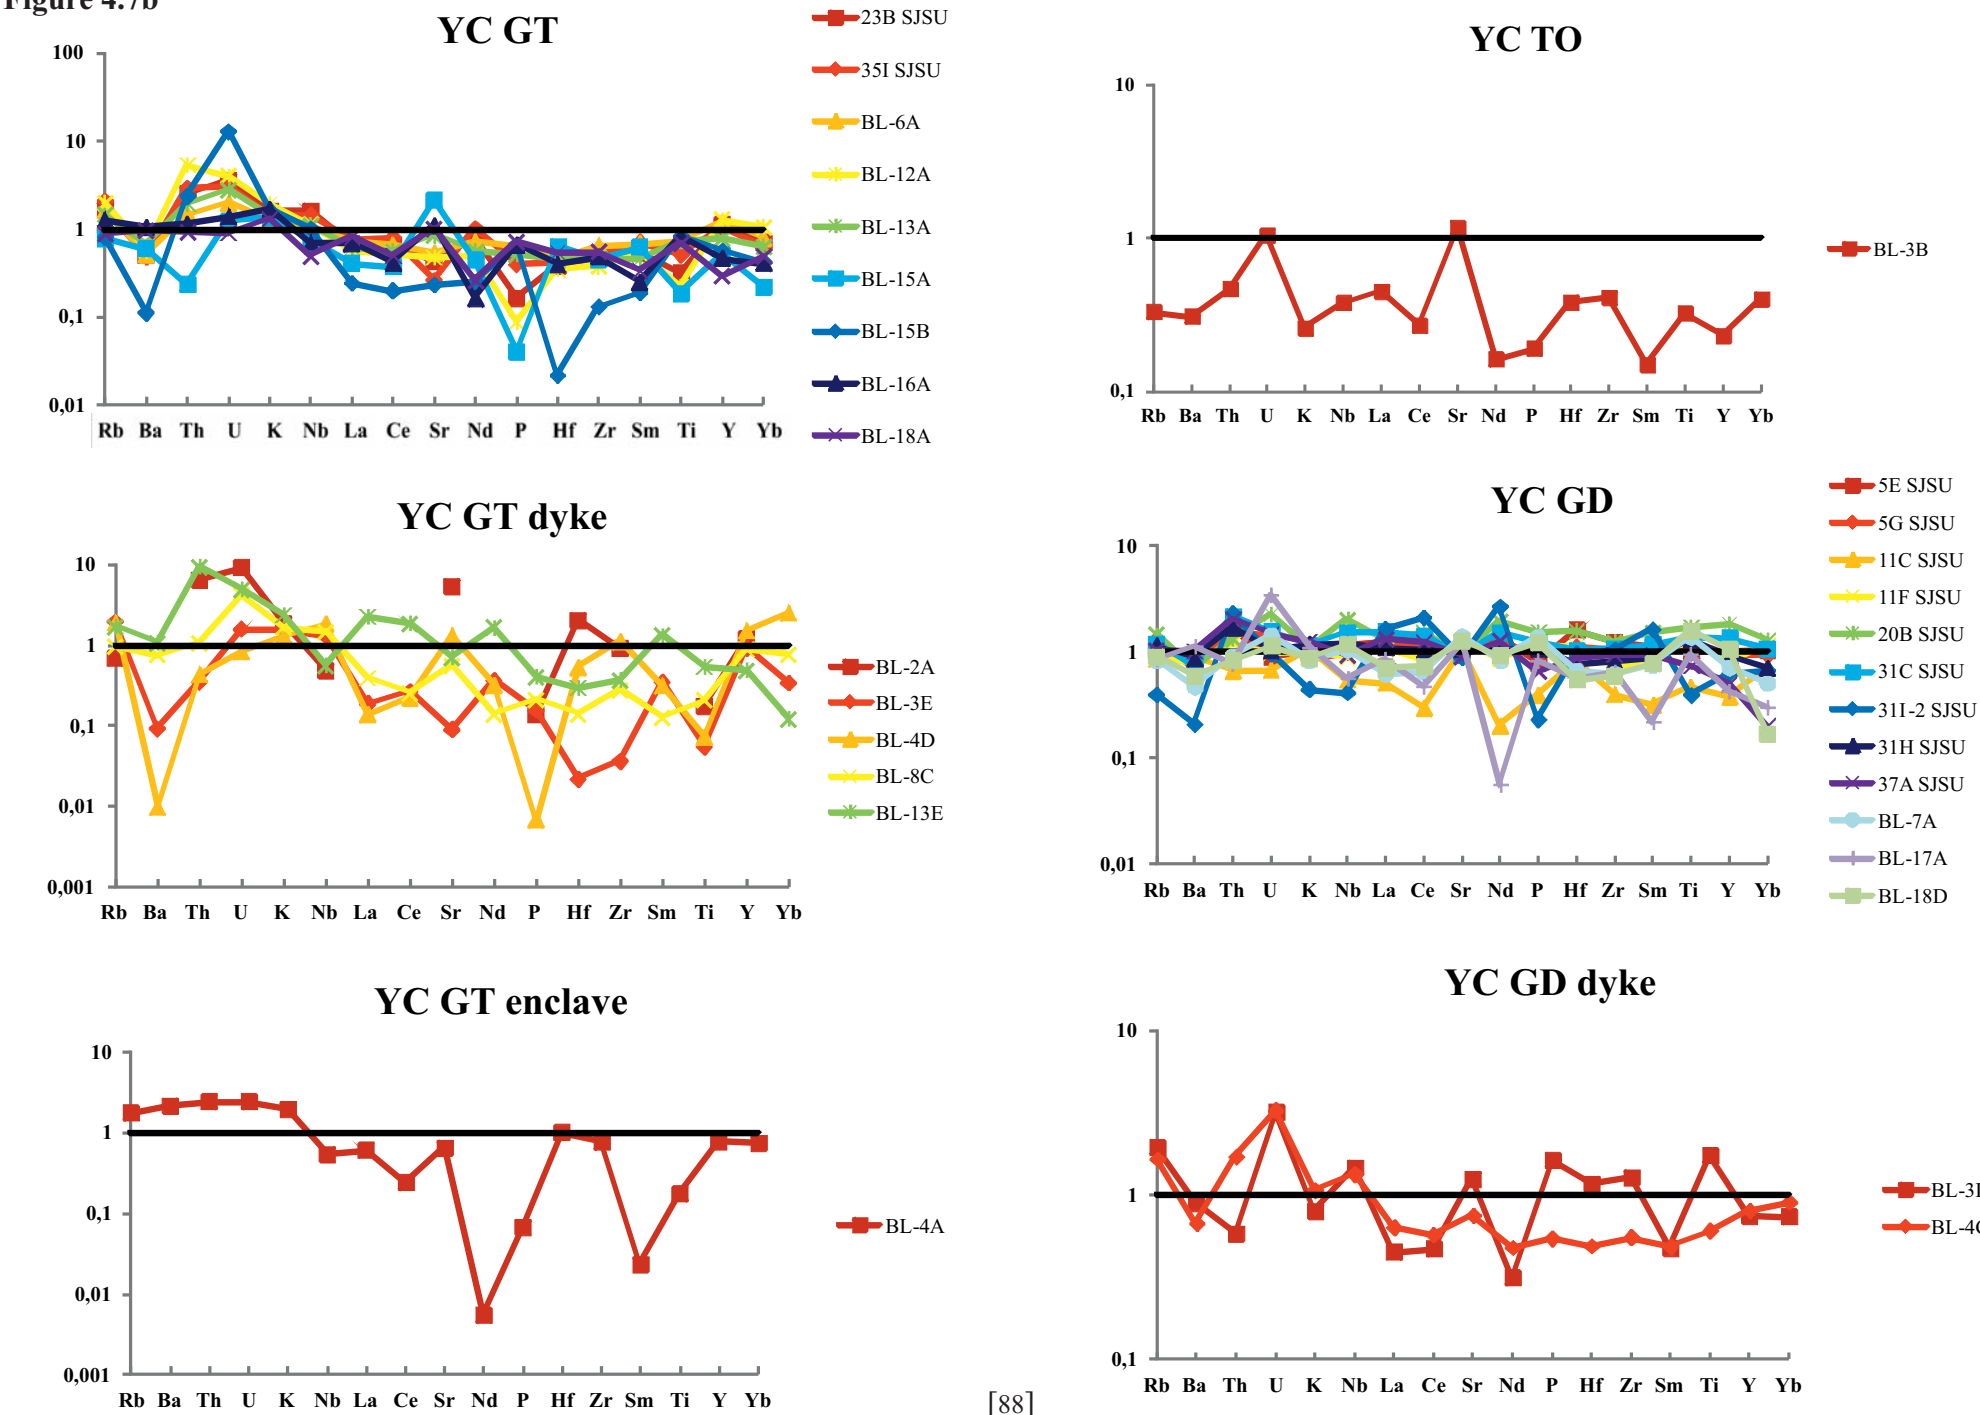 Figure 4.7b
YC GT
100
10
1
0,1
0,01
Rb Ba Th U K Nb La Ce Sr Nd P Hf Zr Sm Ti Y Yb
23B SJSU
35I SJSU
BL-6A
BL-12A
BL-13A
BL-15A
BL-15B
BL-16A
BL-18A
YC TO
10
1
0,1
Rb Ba Th U K Nb La Ce Sr Nd P Hf Zr Sm Ti Y Yb
BL-3B
YC GT dyke
10
1
0,1
0,01
0,001
Rb Ba Th U K Nb La Ce Sr Nd P Hf Zr Sm Ti Y Yb
BL-2A
BL-3E
BL-4D
BL-8C
BL-13E
YC GD
10
1
0,1
0,01
Rb Ba Th U K Nb La Ce Sr Nd P Hf Zr Sm Ti Y Yb
5E SJSU
5G SJSU
11C SJSU
11F SJSU
20B SJSU
31C SJSU
31I-2 SJSU
31H SJSU
37A SJSU
BL-7A
BL-17A
BL-18D
YC GT enclave
10
1
0,1
0,01
0,001
Rb Ba Th U K Nb La Ce Sr Nd P Hf Zr Sm Ti Y Yb
BL-4A
YC GD dyke
10
1
0,1
Rb Ba Th U K Nb La Ce Sr Nd P Hf Zr Sm Ti Y Yb
[88]